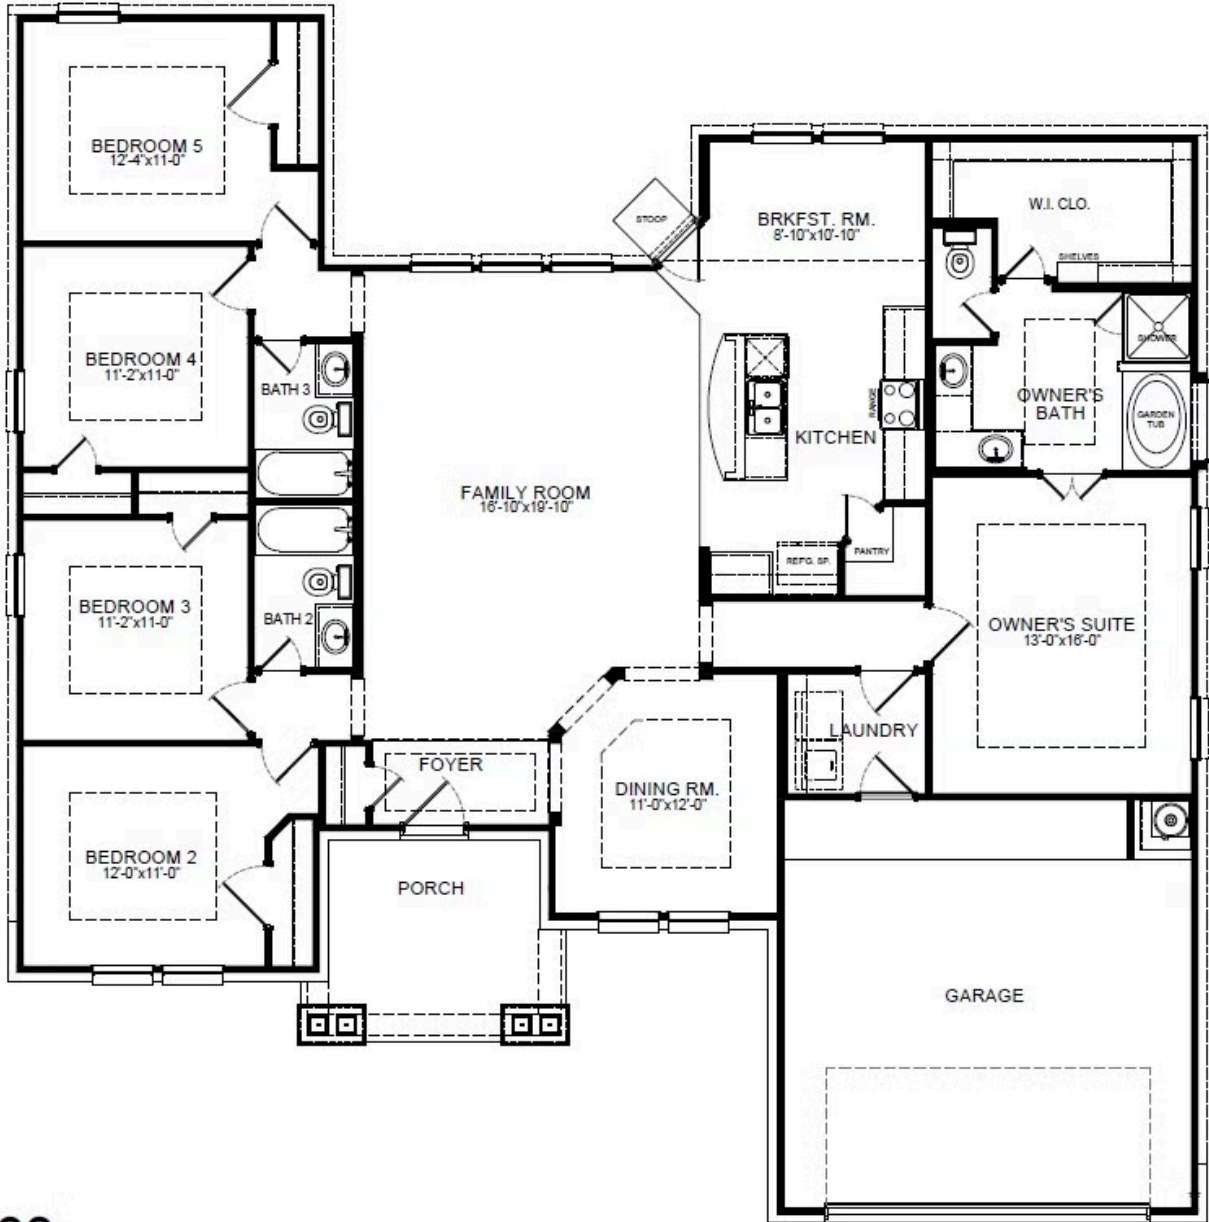 BEDROOM 5
12'-4"x11-0"
STOOP
BRKFST. RM.
8'-10"x10'-10"
W.I. CLO.
SHELVES
BEDROOM 4
11'-2"x11-0"
BATH 3
SHOWER
OWNER'S
BATH
GARDEN
TUB
RANGE
KITCHEN
FAMILY ROOM
16'-10"x19'-10"
REFG. SP.
PANTRY
BEDROOM 3
11'-2"x11-0"
BATH 2
OWNER'S SUITE
13'-0"x16'-0"
LAUNDRY
FOYER
DINING RM.
11'-0"x12'-0"
BEDROOM 2
12'-0"x11'-0"
PORCH
GARAGE